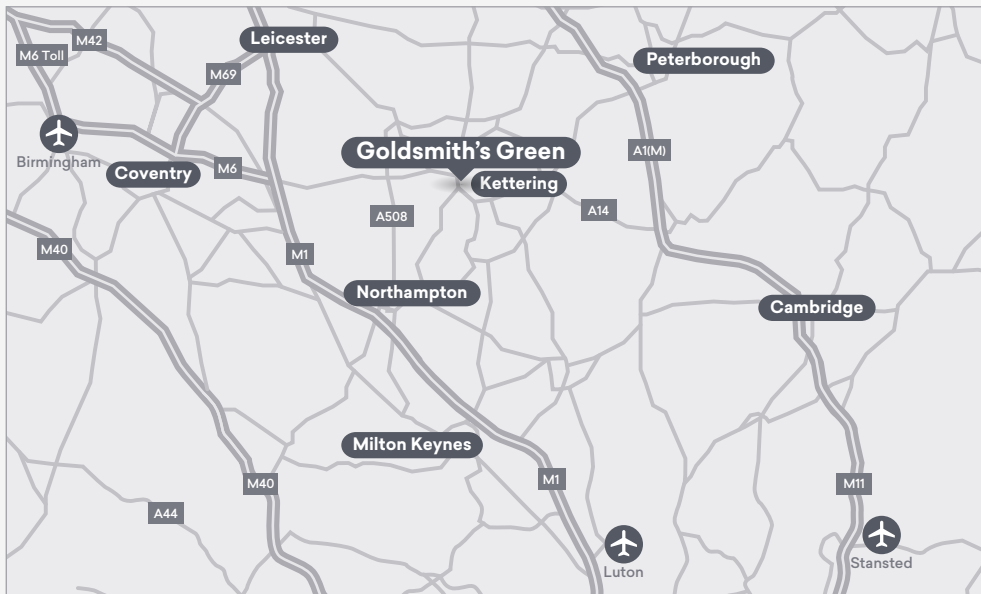 Leicester
M42
M6 Toll
Peterborough
M69
Birmingham
Goldsmith's Green
A1(M)
Coventry
M6
Kettering
A508
A14
M40
M1
Northampton
Cambridge
Milton Keynes
M40
M1
M11
A44
Luton
Stansted